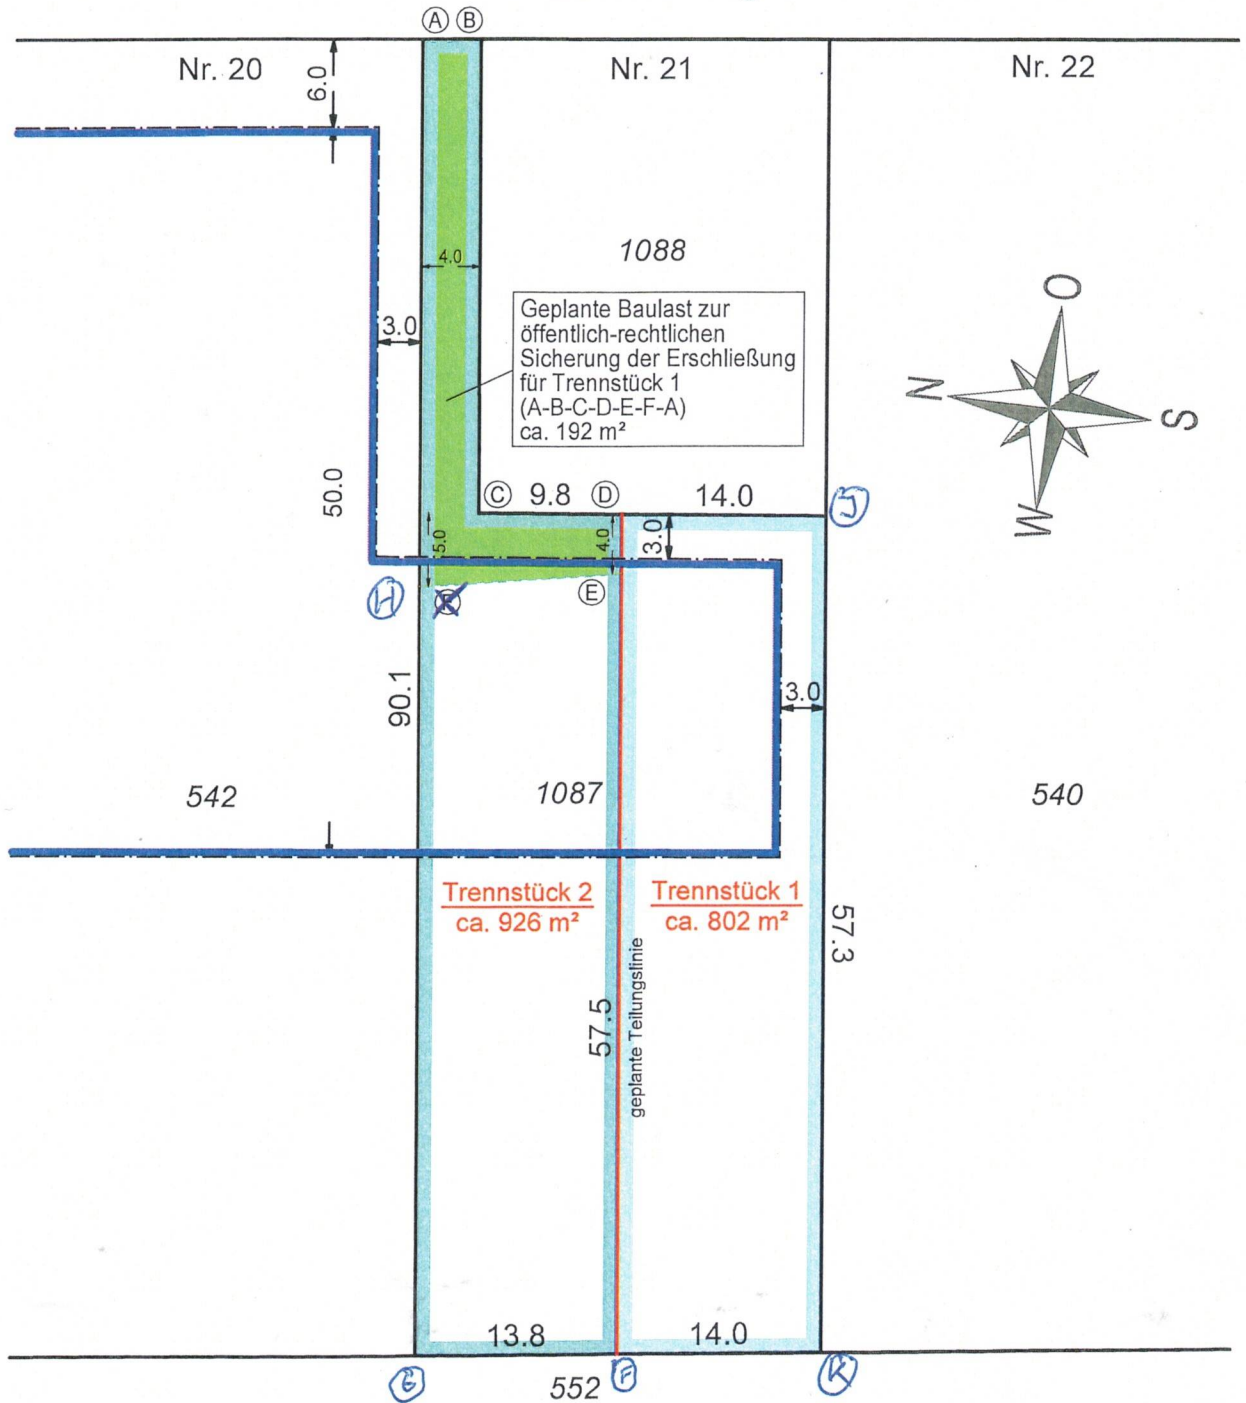 A B
Nr. 20
6.0
Nr. 21
Nr. 22
4.0
1088
3.0
Geplante Baulast zur
öffentlich-rechtlichen
Sicherung der Erschließung
für Trennstück 1
(A-B-C-D-E-F-A)
ca. 192 m²
O
N
S
W
50.0
C 9.8 D 14.0 J
5.0
4.0
3.0
H
E
90.1
3.0
542
1087
540
Trennstück 2
ca. 926 m²
Trennstück 1
ca. 802 m²
57.3
57.5
geplante Teilungslinie
13.8
14.0
G
552
F
K